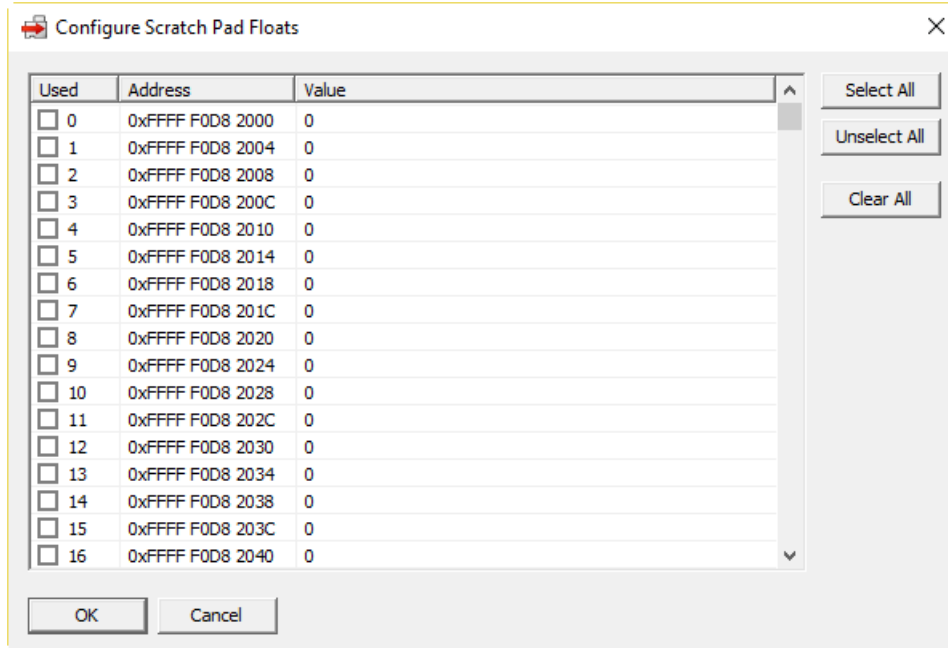 Configure Scratch Pad Floats
Used Address Value
0 0xFFFF F0D8 2000 0
1 0xFFFF F0D8 2004 0
2 0xFFFF F0D8 2008 0
3 0xFFFF F0D8 200C 0
4 0xFFFF F0D8 2010 0
5 0xFFFF F0D8 2014 0
6 0xFFFF F0D8 2018 0
7 0xFFFF F0D8 201C 0
8 0xFFFF F0D8 2020 0
9 0xFFFF F0D8 2024 0
10 0xFFFF F0D8 2028 0
11 0xFFFF F0D8 202C 0
12 0xFFFF F0D8 2030 0
13 0xFFFF F0D8 2034 0
14 0xFFFF F0D8 2038 0
15 0xFFFF F0D8 203C 0
16 0xFFFF F0D8 2040 0
Select All
Unselect All
Clear All
OK Cancel